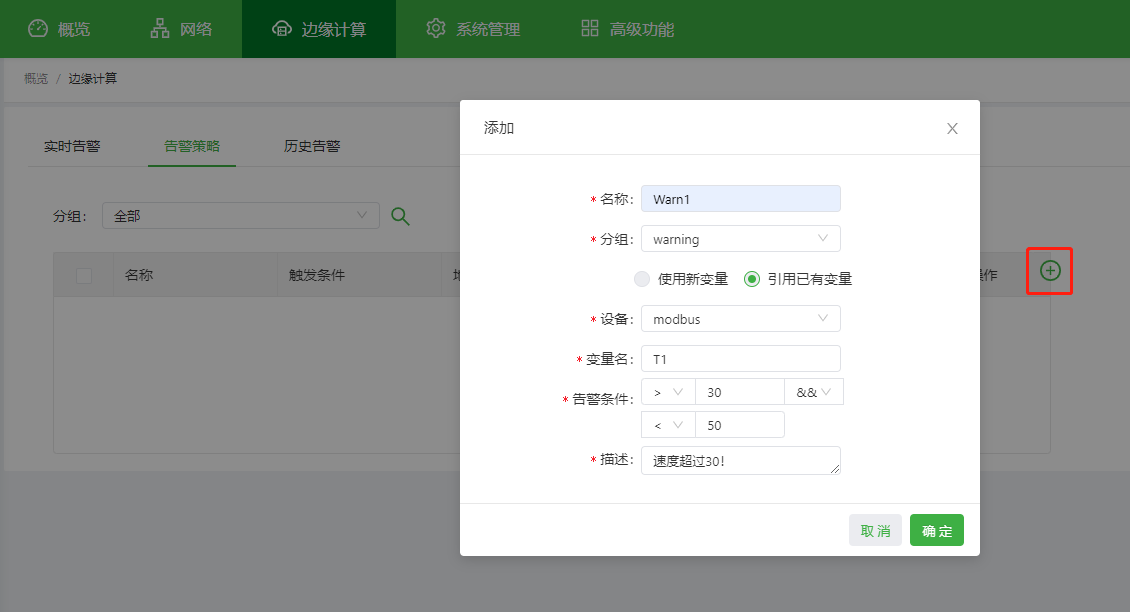 概览 网络 边缘计算 系统管理 高级功能
概览 / 边缘计算
实时告警 告警策略 历史告警
分组: 全部
名称 触发条件
添加
* 名称: Warn1
* 分组: warning
使用新变量 引用已有变量
* 设备: modbus
* 变量名: T1
* 告警条件: > 30 &&
< 50
* 描述: 速度超过30!
取消 确定